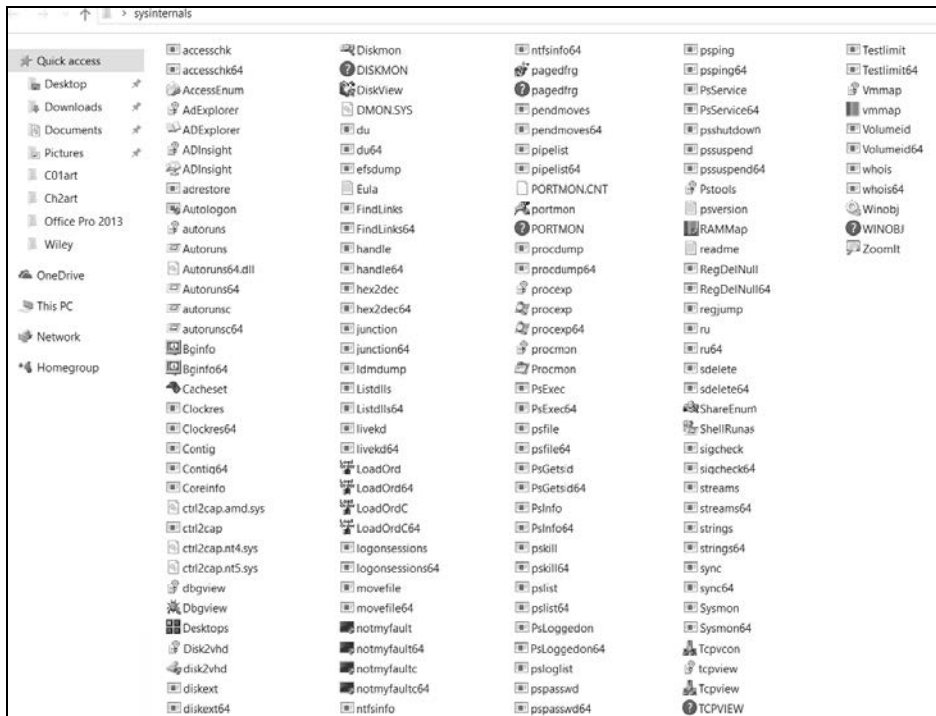 sysinternals
Quick access
Desktop
Downloads
Documents
Pictures
C01art
Ch2art
Office Pro 2013
Wiley
OneDrive
This PC
Network
Homegroup
accesschk
accesschk64
AccessEnum
AdExplorer
ADExplorer
ADInsight
ADInsight
adrestore
Autologon
autoruns
Autoruns
Autoruns64.dll
Autoruns64
autorunsc
autorunsc64
Bginfo
Bginfo64
Cacheset
Clockres
Clockres64
Contig
Contig64
Coreinfo
ctrl2cap.amd.sys
ctrl2cap
ctrl2cap.nt4.sys
ctrl2cap.nt5.sys
dbgview
Dbgview
Desktops
Disk2vhd
disk2vhd
diskext
diskext64
Diskmon
DISKMON
DiskView
DMON.SYS
du
du64
efsdump
Eula
FindLinks
FindLinks64
handle
handle64
hex2dec
hex2dec64
junction
junction64
ldmdump
Listdlls
Listdlls64
livekd
livekd64
LoadOrd
LoadOrd64
LoadOrdC
LoadOrdC64
logonsessions
logonsessions64
movefile
movefile64
notmyfault
notmyfault64
notmyfaultc
notmyfaultc64
ntfsinfo
ntfsinfo64
pagedfrg
pagedfrg
pendmoves
pendmoves64
pipelist
pipelist64
PORTMON.CNT
portmon
PORTMON
procdump
procdump64
procexp
procexp
procexp64
procmon
Procmon
PsExec
PsExec64
psfile
psfile64
PsGetsid
PsGetsid64
PsInfo
PsInfo64
pskill
pskill64
pslist
pslist64
PsLoggedon
PsLoggedon64
psloglist
pspasswd
pspasswd64
psping
psping64
PsService
PsService64
psshutdown
pssuspend
pssuspend64
Pstools
psversion
RAMMap
readme
RegDelNull
RegDelNull64
regjump
ru
ru64
sdelete
sdelete64
ShareEnum
ShellRunas
sigcheck
sigcheck64
streams
streams64
strings
strings64
sync
sync64
Sysmon
Sysmon64
Tcpvcon
tcpview
Tcpview
TCPVIEW
Testlimit
Testlimit64
Vmmap
vmmap
Volumeid
Volumeid64
whois
whois64
Winobj
WINOBJ
ZoomIt